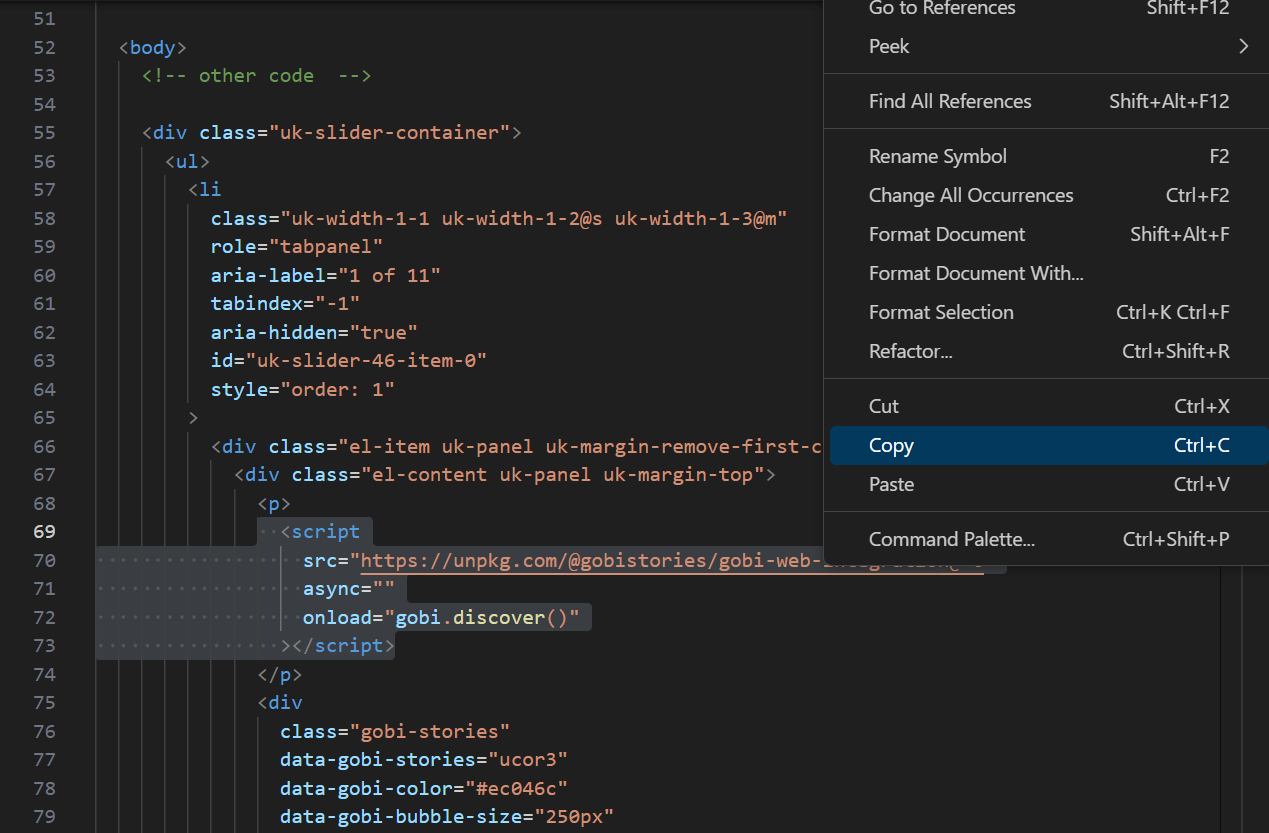 51
52 <body>
53 <!-- other code -->
54
55 <div class="uk-slider-container">
56 <ul>
57 <li
58 class="uk-width-1-1 uk-width-1-2@s uk-width-1-3@m"
59 role="tabpanel"
60 aria-label="1 of 11"
61 tabindex="-1"
62 aria-hidden="true"
63 id="uk-slider-46-item-0"
64 style="order: 1"
65 >
66 <div class="el-item uk-panel uk-margin-remove-first-c
67 <div class="el-content uk-panel uk-margin-top">
68 <p>
69 <script
70 src="https://unpkg.com/@gobistories/gobi-web-
71 async=""
72 onload="gobi.discover()"
73 ></script>
74 </p>
75 <div
76 class="gobi-stories"
77 data-gobi-stories="ucor3"
78 data-gobi-color="#ec046c"
79 data-gobi-bubble-size="250px"
Go to References Shift+F12
Peek
Find All References Shift+Alt+F12
Rename Symbol F2
Change All Occurrences Ctrl+F2
Format Document Shift+Alt+F
Format Document With...
Format Selection Ctrl+K Ctrl+F
Refactor... Ctrl+Shift+R
Cut Ctrl+X
Copy Ctrl+C
Paste Ctrl+V
Command Palette... Ctrl+Shift+P